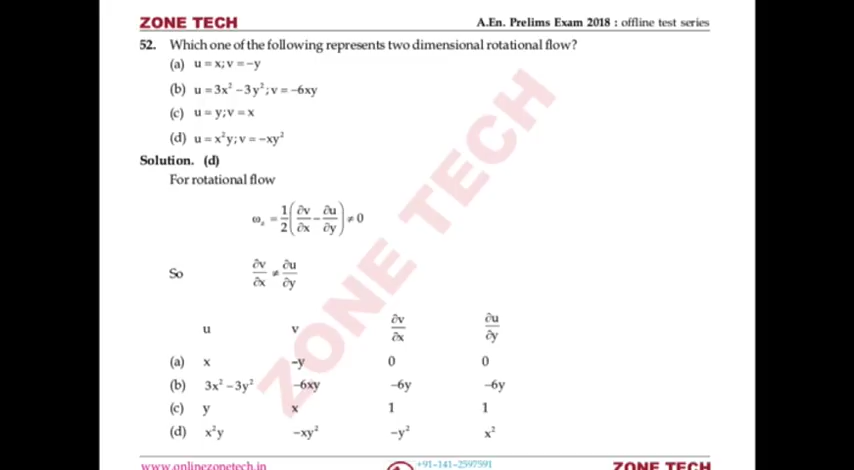 ZONE TECH A.En. Prelims Exam 2018 : offline test series
52. Which one of the following represents two dimensional rotational flow?
(a) u = x; v = –y
(b) u = 3x² – 3y²; v = –6xy
(c) u = y; v = x
(d) u = x²y; v = –xy²
Solution. (d)
For rotational flow
ω_z = 1/2 (∂v/∂x – ∂u/∂y) ≠ 0
So ∂v/∂x ≠ ∂u/∂y
u v ∂v/∂x ∂u/∂y
(a) x –y 0 0
(b) 3x² – 3y² –6xy –6y –6y
(c) y x 1 1
(d) x²y –xy² –y² x²
www.onlinezonetech.in +91-141-2597591 ZONE TECH
ZONE TECH